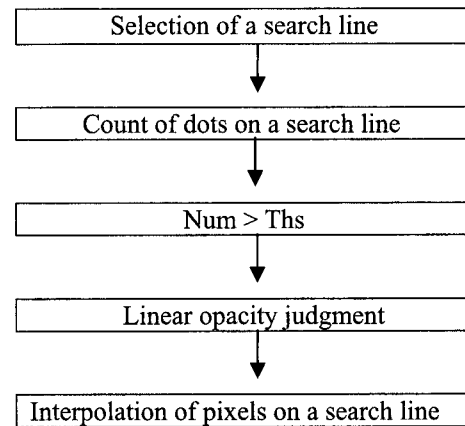 Selection of a search line
Count of dots on a search line
Num > Ths
Linear opacity judgment
Interpolation of pixels on a search line